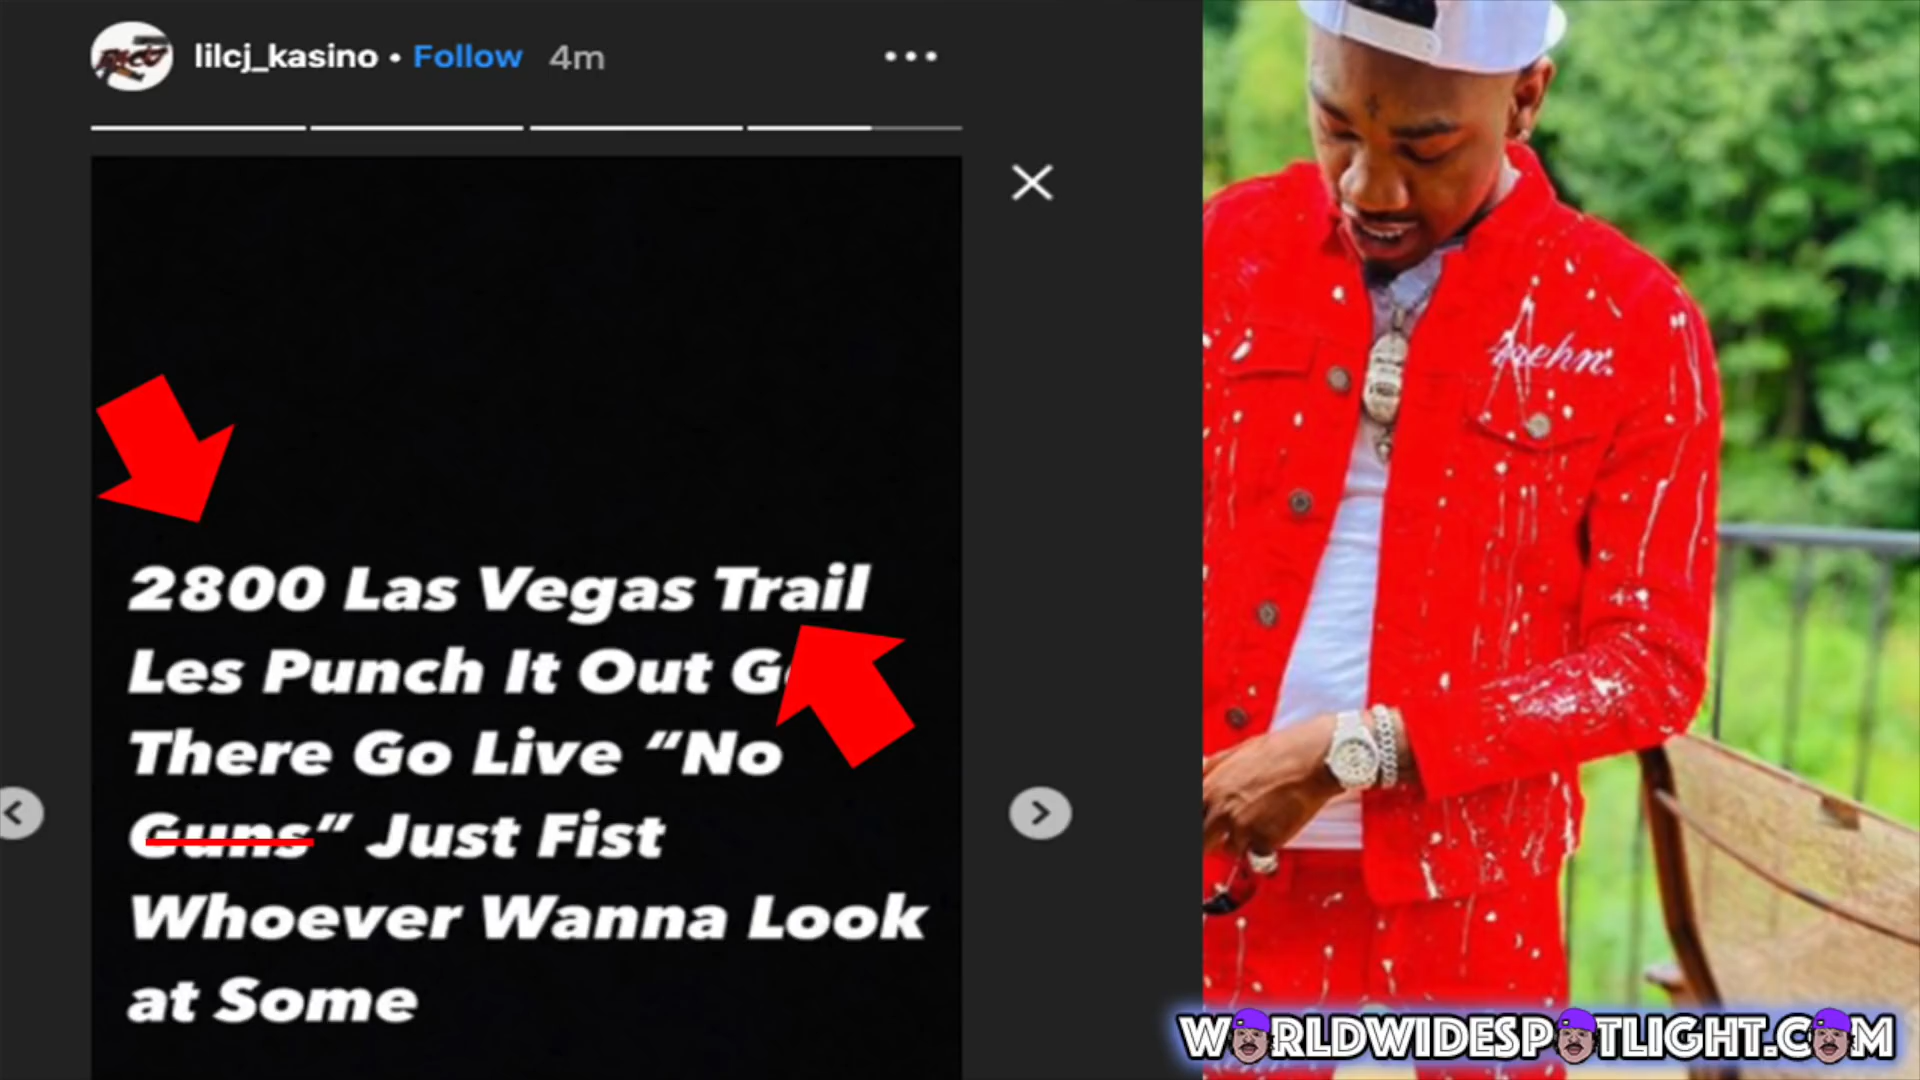 lilcj_kasino • Follow 4m
2800 Las Vegas Trail
Les Punch It Out
There Go Live “No
Guns” Just Fist
Whoever Wanna Look
at Some
WORLDWIDESPOTLIGHT.COM